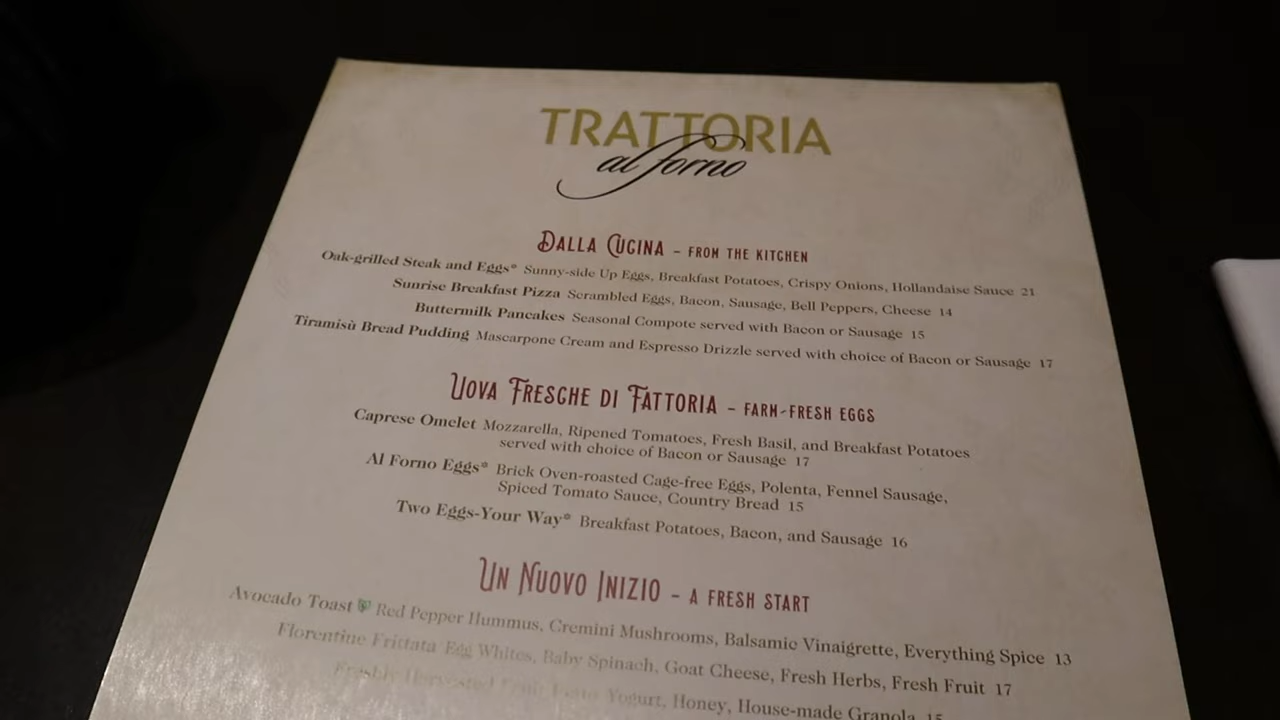 TRATTORIA
al forno
DALLA CUCINA – FROM THE KITCHEN
Oak-grilled Steak and Eggs* Sunny-side Up Eggs, Breakfast Potatoes, Crispy Onions, Hollandaise Sauce 21
Sunrise Breakfast Pizza Scrambled Eggs, Bacon, Sausage, Bell Peppers, Cheese 14
Buttermilk Pancakes Seasonal Compote served with Bacon or Sausage 15
Tiramisù Bread Pudding Mascarpone Cream and Espresso Drizzle served with choice of Bacon or Sausage 17
UOVA FRESCHE DI FATTORIA – FARM-FRESH EGGS
Caprese Omelet Mozzarella, Ripened Tomatoes, Fresh Basil, and Breakfast Potatoes
served with choice of Bacon or Sausage 17
Al Forno Eggs* Brick Oven-roasted Cage-free Eggs, Polenta, Fennel Sausage,
Spiced Tomato Sauce, Country Bread 15
Two Eggs-Your Way* Breakfast Potatoes, Bacon, and Sausage 16
UN NUOVO INIZIO – A FRESH START
Avocado Toast Red Pepper Hummus, Cremini Mushrooms, Balsamic Vinaigrette, Everything Spice 13
Florentine Frittata Egg Whites, Baby Spinach, Goat Cheese, Fresh Herbs, Fresh Fruit 17
Freshly Harvested Fruit Yogurt, Honey, House-made Granola 15